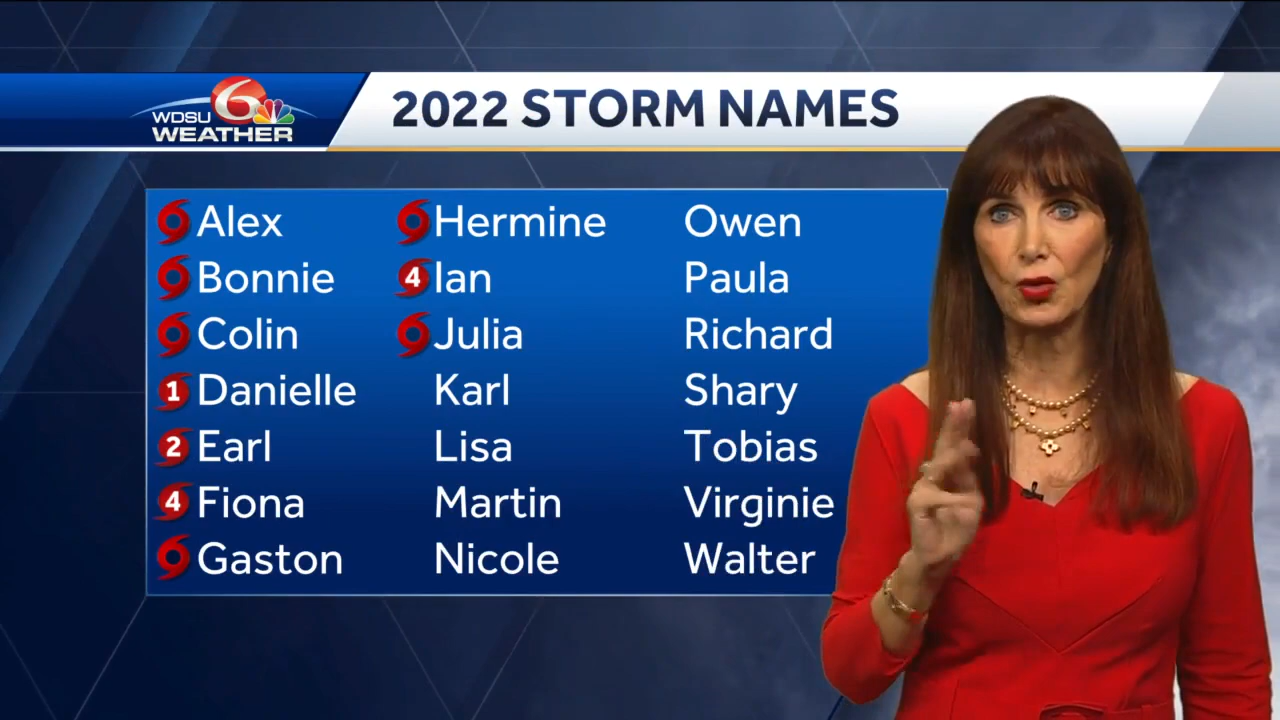 WDSU 6
WEATHER
2022 STORM NAMES
Alex
Bonnie
Colin
1 Danielle
2 Earl
4 Fiona
Gaston
Hermine
4 Ian
Julia
Karl
Lisa
Martin
Nicole
Owen
Paula
Richard
Shary
Tobias
Virginie
Walter